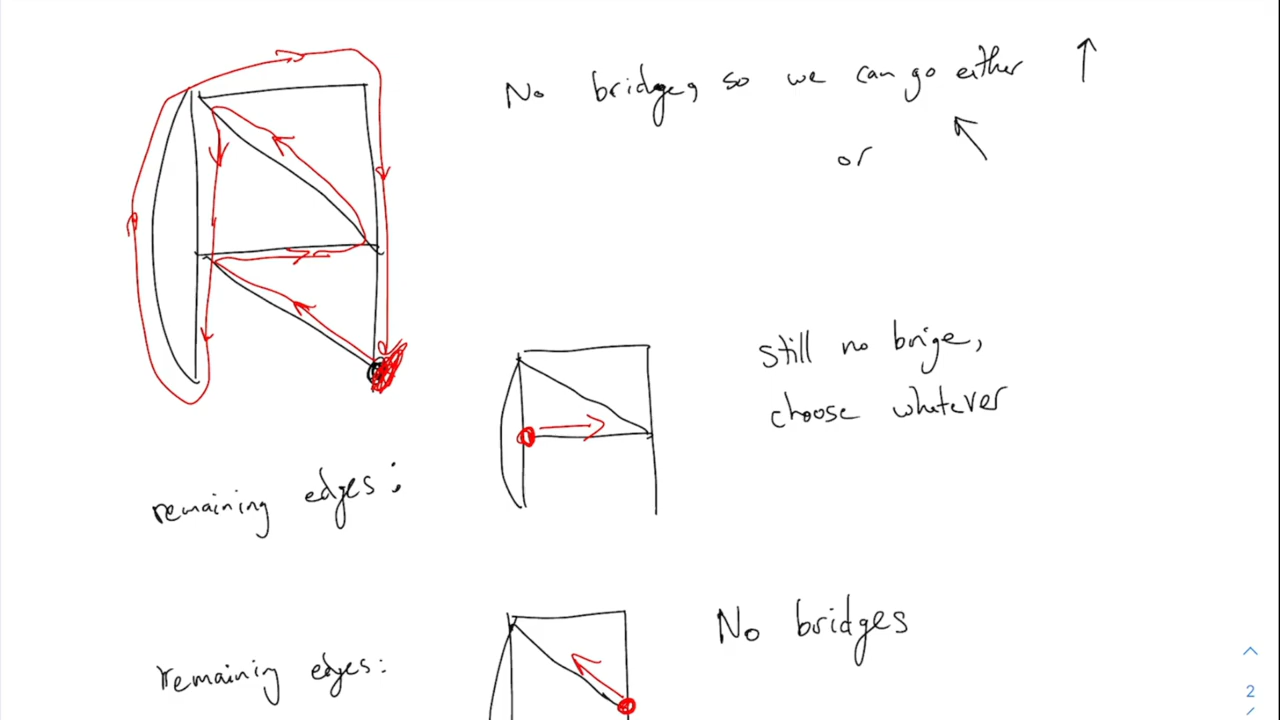 No bridge, so we can go either ↑
or ↖
still no brige,
choose whatever
remaining edges:
No bridges
remaining edges:
2